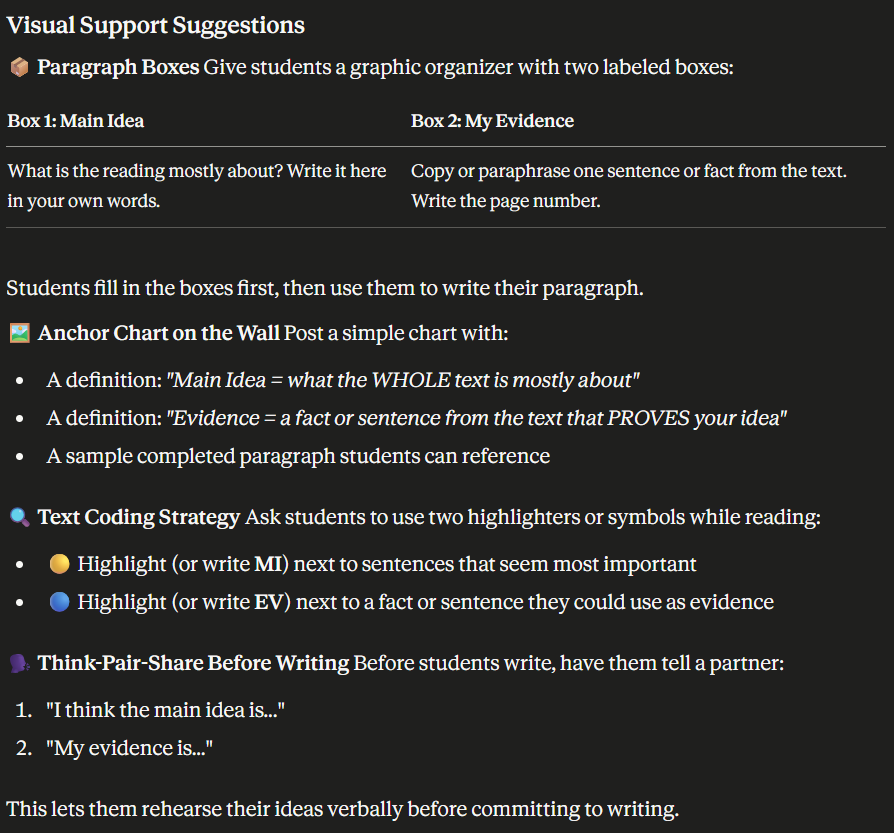 Visual Support Suggestions
📦 Paragraph Boxes Give students a graphic organizer with two labeled boxes:
Box 1: Main Idea Box 2: My Evidence
What is the reading mostly about? Write it here Copy or paraphrase one sentence or fact from the text.
in your own words. Write the page number.
Students fill in the boxes first, then use them to write their paragraph.
🖼️ Anchor Chart on the Wall Post a simple chart with:
• A definition: "Main Idea = what the WHOLE text is mostly about"
• A definition: "Evidence = a fact or sentence from the text that PROVES your idea"
• A sample completed paragraph students can reference
🔍 Text Coding Strategy Ask students to use two highlighters or symbols while reading:
• 🟡 Highlight (or write MI) next to sentences that seem most important
• 🔵 Highlight (or write EV) next to a fact or sentence they could use as evidence
🗣️ Think-Pair-Share Before Writing Before students write, have them tell a partner:
1. "I think the main idea is..."
2. "My evidence is..."
This lets them rehearse their ideas verbally before committing to writing.